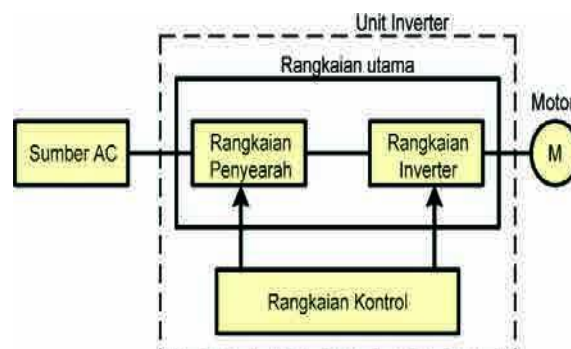 Unit Inverter
Rangkaian utama
Motor
Sumber AC
Rangkaian
Penyearah
Rangkaian
Inverter
M
Rangkaian Kontrol